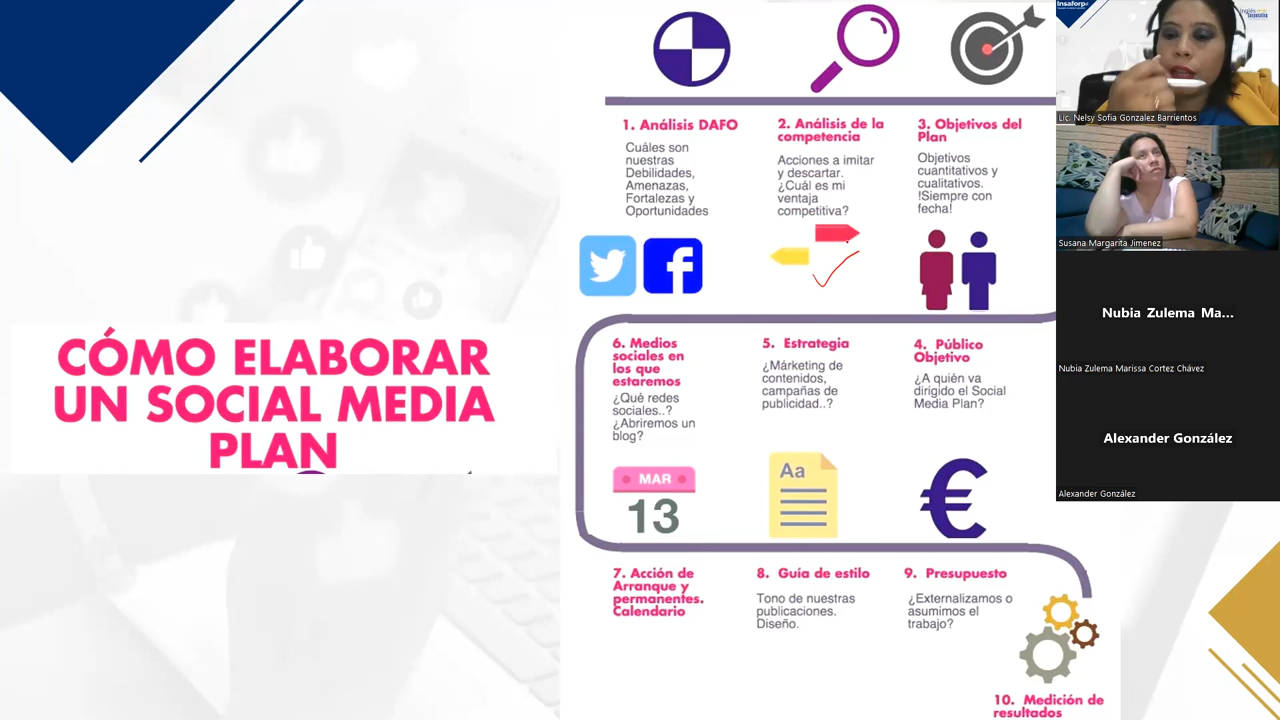 CÓMO ELABORAR
UN SOCIAL MEDIA
PLAN
1. Análisis DAFO
Cuáles son
nuestras
Debilidades,
Amenazas,
Fortalezas y
Oportunidades
2. Análisis de la
competencia
Acciones a imitar
y descartar.
¿Cuál es mi
ventaja
competitiva?
3. Objetivos del
Plan
Objetivos
cuantitativos y
cualitativos.
!Siempre con
fecha!
6. Medios
sociales en
los que
estaremos
¿Qué redes
sociales..?
¿Abriremos un
blog?
5. Estrategia
¿Márketing de
contenidos,
campañas de
publicidad..?
4. Público
Objetivo
¿A quién va
dirigido el Social
Media Plan?
MAR
13
Aa
€
7. Acción de
Arranque y
permanentes.
Calendario
8. Guía de estilo
Tono de nuestras
publicaciones.
Diseño.
9. Presupuesto
¿Externalizamos o
asumimos el
trabajo?
10. Medición de
resultados
Insaforp
Lic. Nelsy Sofia Gonzalez Barrientos
Susana Margarita Jimenez
Nubia Zulema Ma...
Nubia Zulema Marissa Cortez Chávez
Alexander González
Alexander González